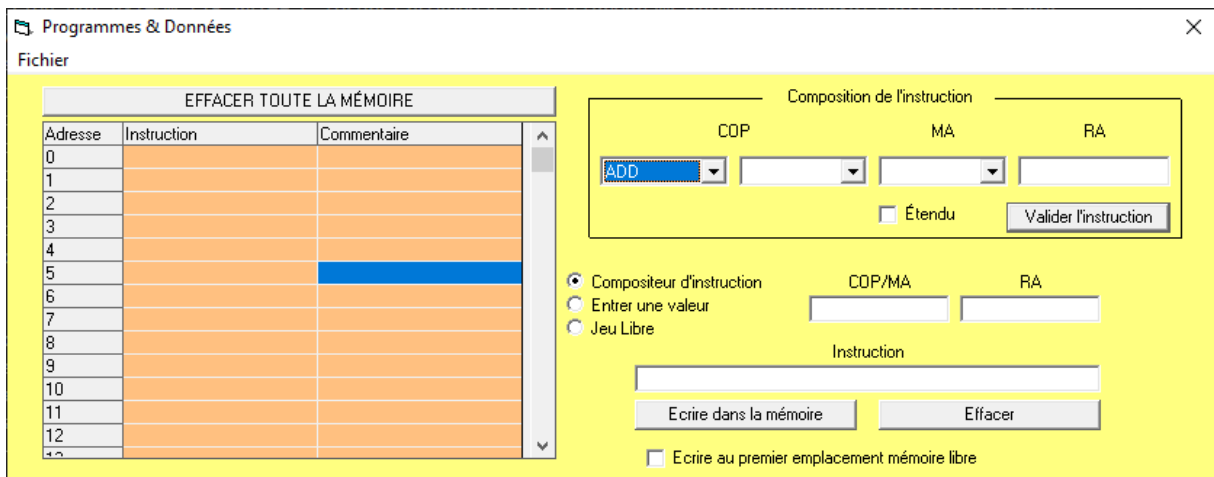 Programmes & Données
Fichier
EFFACER TOUTE LA MÉMOIRE
Adresse Instruction Commentaire
0
1
2
3
4
5
6
7
8
9
10
11
12
Composition de l'instruction
COP MA RA
ADD
Étendu Valider l'instruction
Compositeur d'instruction
Entrer une valeur
Jeu Libre
COP/MA RA
Instruction
Ecrire dans la mémoire Effacer
Ecrire au premier emplacement mémoire libre